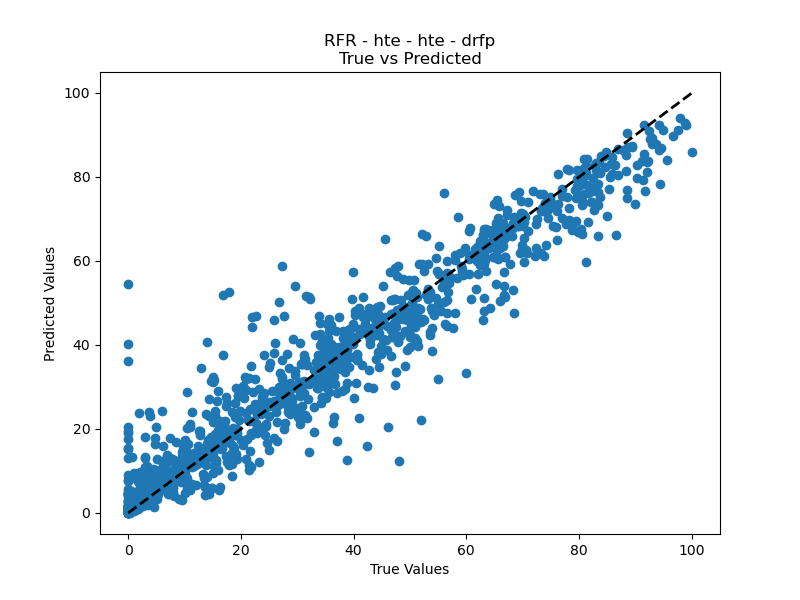 RFR - hte - hte - drfp
True vs Predicted
100
80
60
40
20
0
Predicted Values
0 20 40 60 80 100
True Values